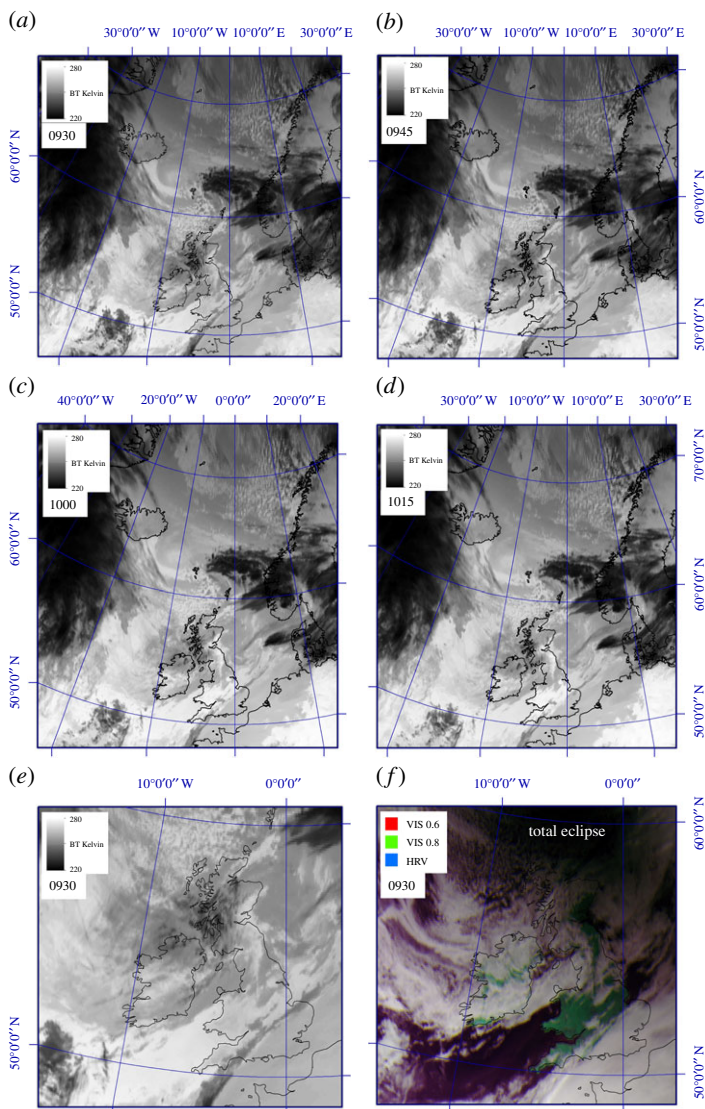 (a)
(b)
30°0′0″ W 10°0′0″ W 10°0′0″ E 30°0′0″ E
30°0′0″ W 10°0′0″ W 10°0′0″ E 30°0′0″ E
280
BT Kelvin
220
0930
280
BT Kelvin
220
0945
60°0′0″ N
50°0′0″ N
60°0′0″ N
50°0′0″ N
(c)
(d)
40°0′0″ W 20°0′0″ W 0°0′0″ 20°0′0″ E
30°0′0″ W 10°0′0″ W 10°0′0″ E 30°0′0″ E
280
BT Kelvin
220
1000
280
BT Kelvin
220
1015
60°0′0″ N
50°0′0″ N
70°0′0″ N
60°0′0″ N
50°0′0″ N
(e)
(f)
10°0′0″ W 0°0′0″
10°0′0″ W 0°0′0″
280
BT Kelvin
220
0930
VIS 0.6
VIS 0.8
HRV
0930
total eclipse
50°0′0″ N
60°0′0″ N
50°0′0″ N